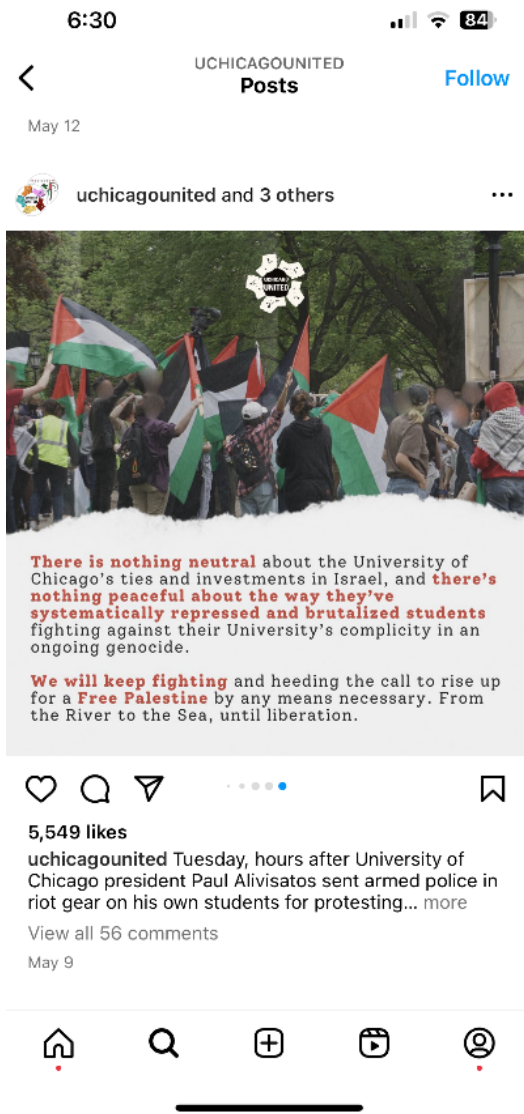 6:30
84
UCHICAGOUNITED
Posts
Follow
May 12
uchicagounited and 3 others
UCHICAGO
UNITED
There is nothing neutral about the University of
Chicago's ties and investments in Israel, and there's
nothing peaceful about the way they've
systematically repressed and brutalized students
fighting against their University's complicity in an
ongoing genocide.
We will keep fighting and heeding the call to rise up
for a Free Palestine by any means necessary. From
the River to the Sea, until liberation.
5,549 likes
uchicagounited Tuesday, hours after University of
Chicago president Paul Alivisatos sent armed police in
riot gear on his own students for protesting... more
View all 56 comments
May 9